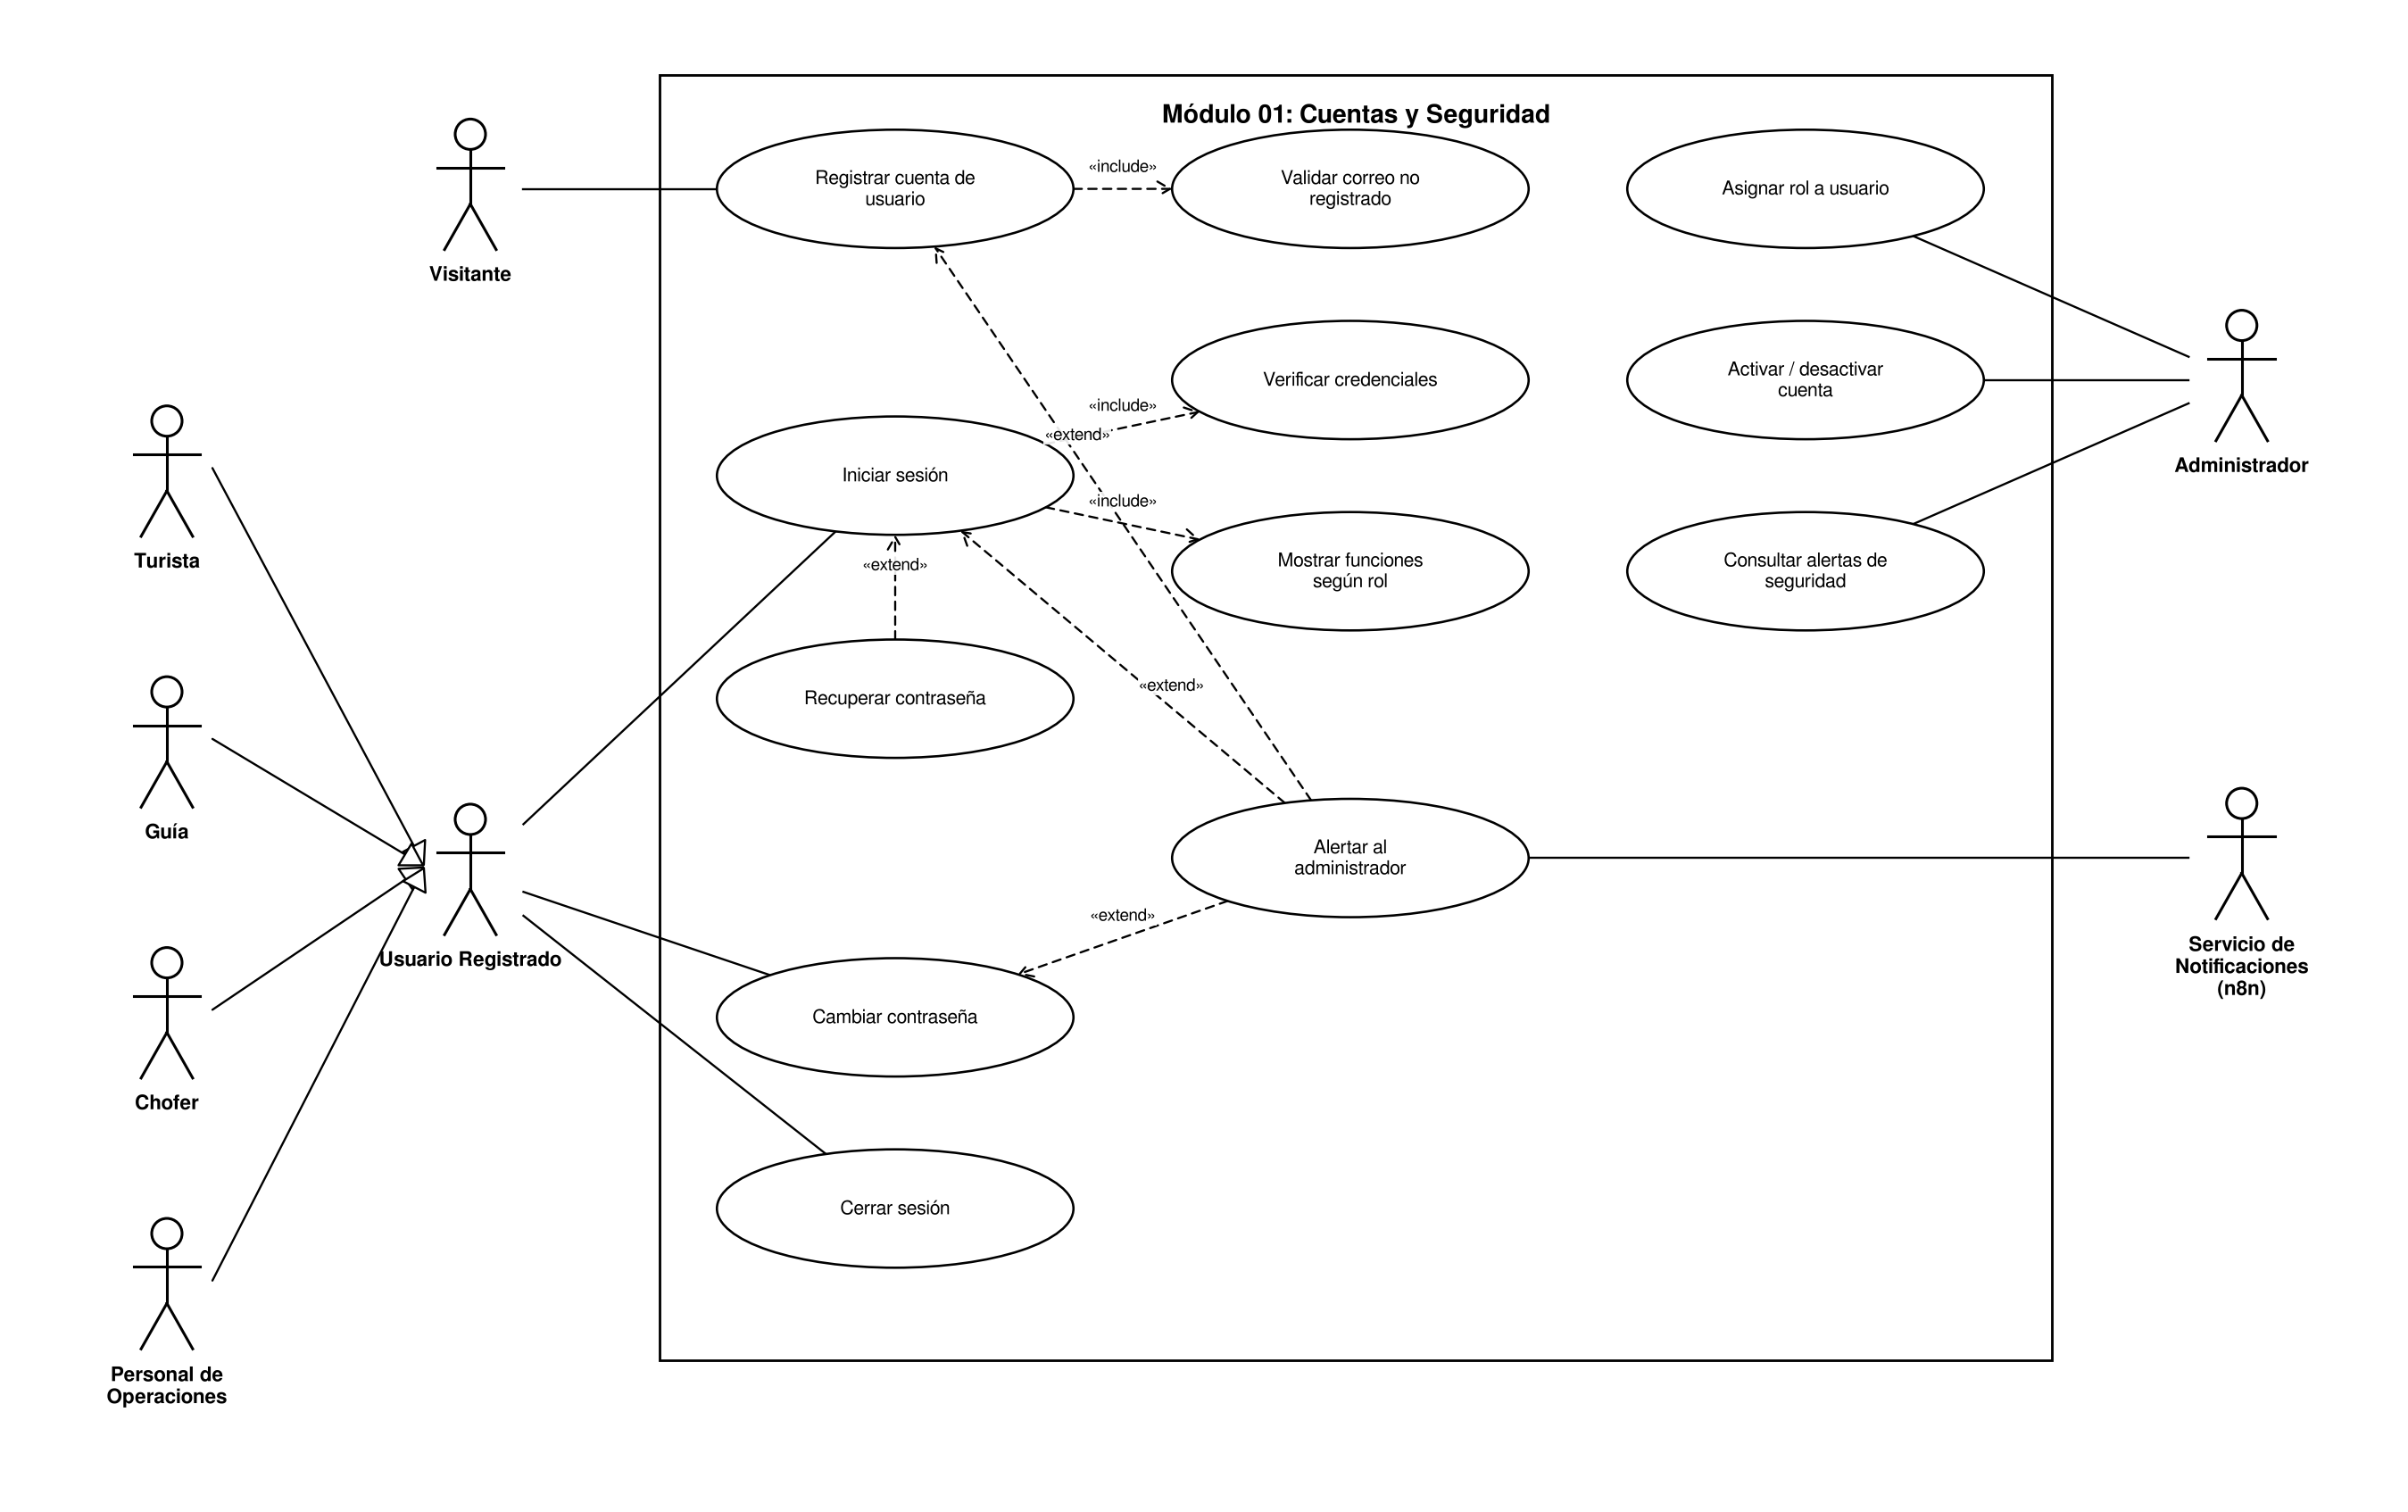 Módulo 01: Cuentas y Seguridad
Registrar cuenta de
usuario
«include»
Validar correo no
registrado
Asignar rol a usuario
Visitante
Verificar credenciales
Activar / desactivar
cuenta
«include»
«extend»
Administrador
Iniciar sesión
«include»
Turista
«extend»
Mostrar funciones
según rol
Consultar alertas de
seguridad
Recuperar contraseña
«extend»
Guía
Alertar al
administrador
«extend»
Usuario Registrado
Servicio de
Notificaciones
(n8n)
Cambiar contraseña
Chofer
Cerrar sesión
Personal de
Operaciones